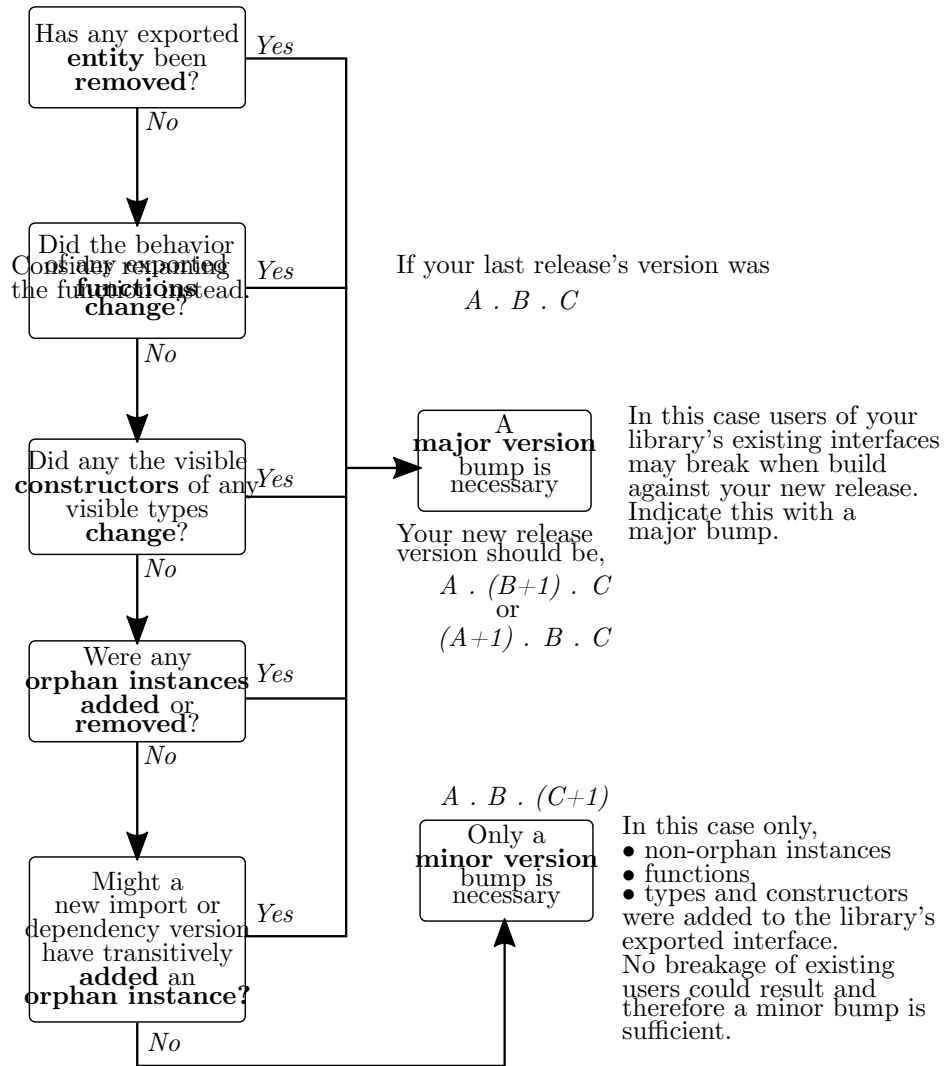 Has any exported
entity been
removed?
Yes
No
Did the behavior
of any exported
functions
change?
Consider renaming
the function instead.
Yes
No
If your last release's version was
A . B . C
Did any the visible
constructors of any
visible types
change?
Yes
No
A
major version
bump is
necessary
In this case users of your
library's existing interfaces
may break when build
against your new release.
Indicate this with a
major bump.
Your new release
version should be,
A . (B+1) . C
or
(A+1) . B . C
Were any
orphan instances
added or
removed?
Yes
No
A . B . (C+1)
Only a
minor version
bump is
necessary
In this case only,
• non-orphan instances
• functions
• types and constructors
were added to the library's
exported interface.
No breakage of existing
users could result and
therefore a minor bump is
sufficient.
Might a
new import or
dependency version
have transitively
added an
orphan instance?
Yes
No